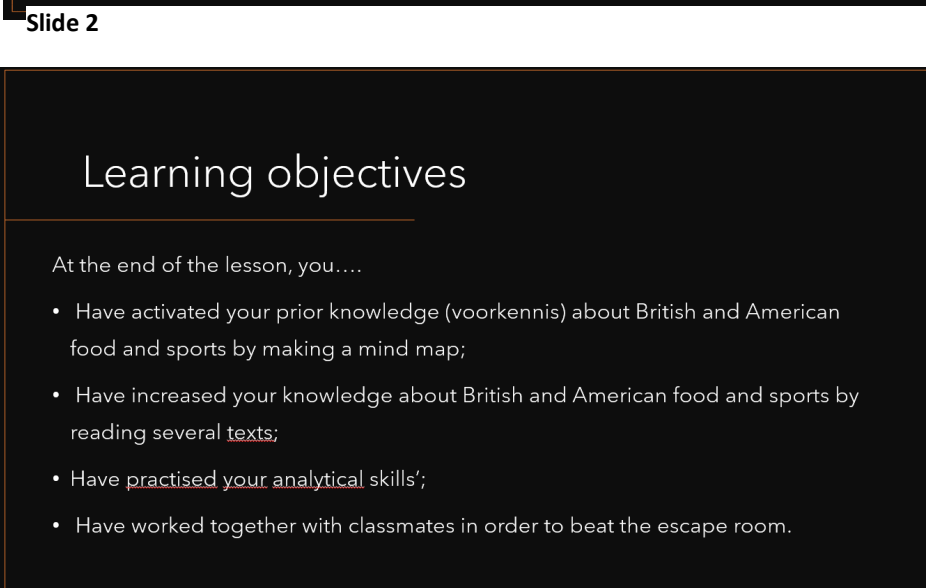 Slide 2
Learning objectives
At the end of the lesson, you....
• Have activated your prior knowledge (voorkennis) about British and American
food and sports by making a mind map;
• Have increased your knowledge about British and American food and sports by
reading several texts;
• Have practised your analytical skills’;
• Have worked together with classmates in order to beat the escape room.